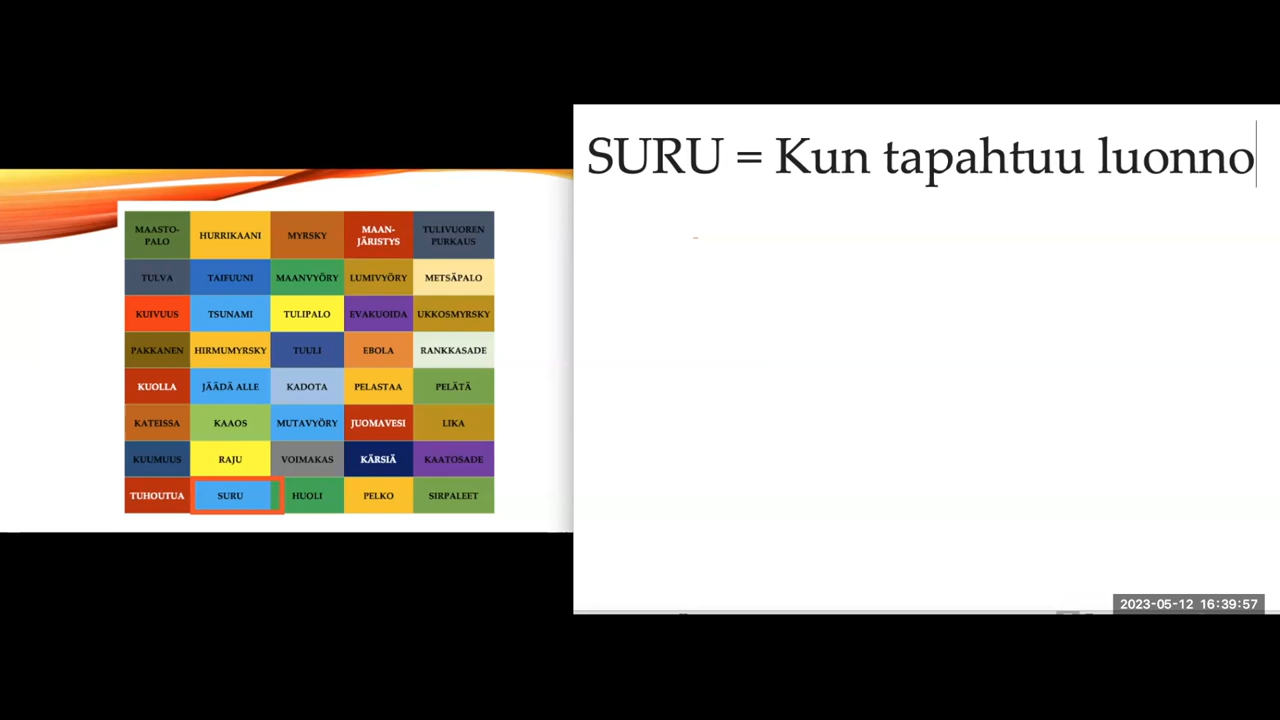 SURU = Kun tapahtuu luonno
MAASTO-
PALO
HURRIKAANI
MYRSKY
MAAN-
JÄRISTYS
TULIVUOREN
PURKAUS
TULVA
TAIFUUNI
MAANVYÖRY
LUMIVYÖRY
METSÄPALO
KUIVUUS
TSUNAMI
TULIPALO
EVAKUOIDA
UKKOSMYRSKY
PAKKANEN
HIRMUMYRSKY
TUULI
EBOLA
RANKKASADE
KUOLLA
JÄÄDÄ ALLE
KADOTA
PELASTAA
PELÄTÄ
KATEISSA
KAAOS
MUTAVYÖRY
JUOMAVESI
LIKA
KUUMUUS
RAJU
VOIMAKAS
KÄRSIÄ
KAATOSADE
TUHOUTUA
SURU
HUOLI
PELKO
SIRPALEET
2023-05-12 16:39:57